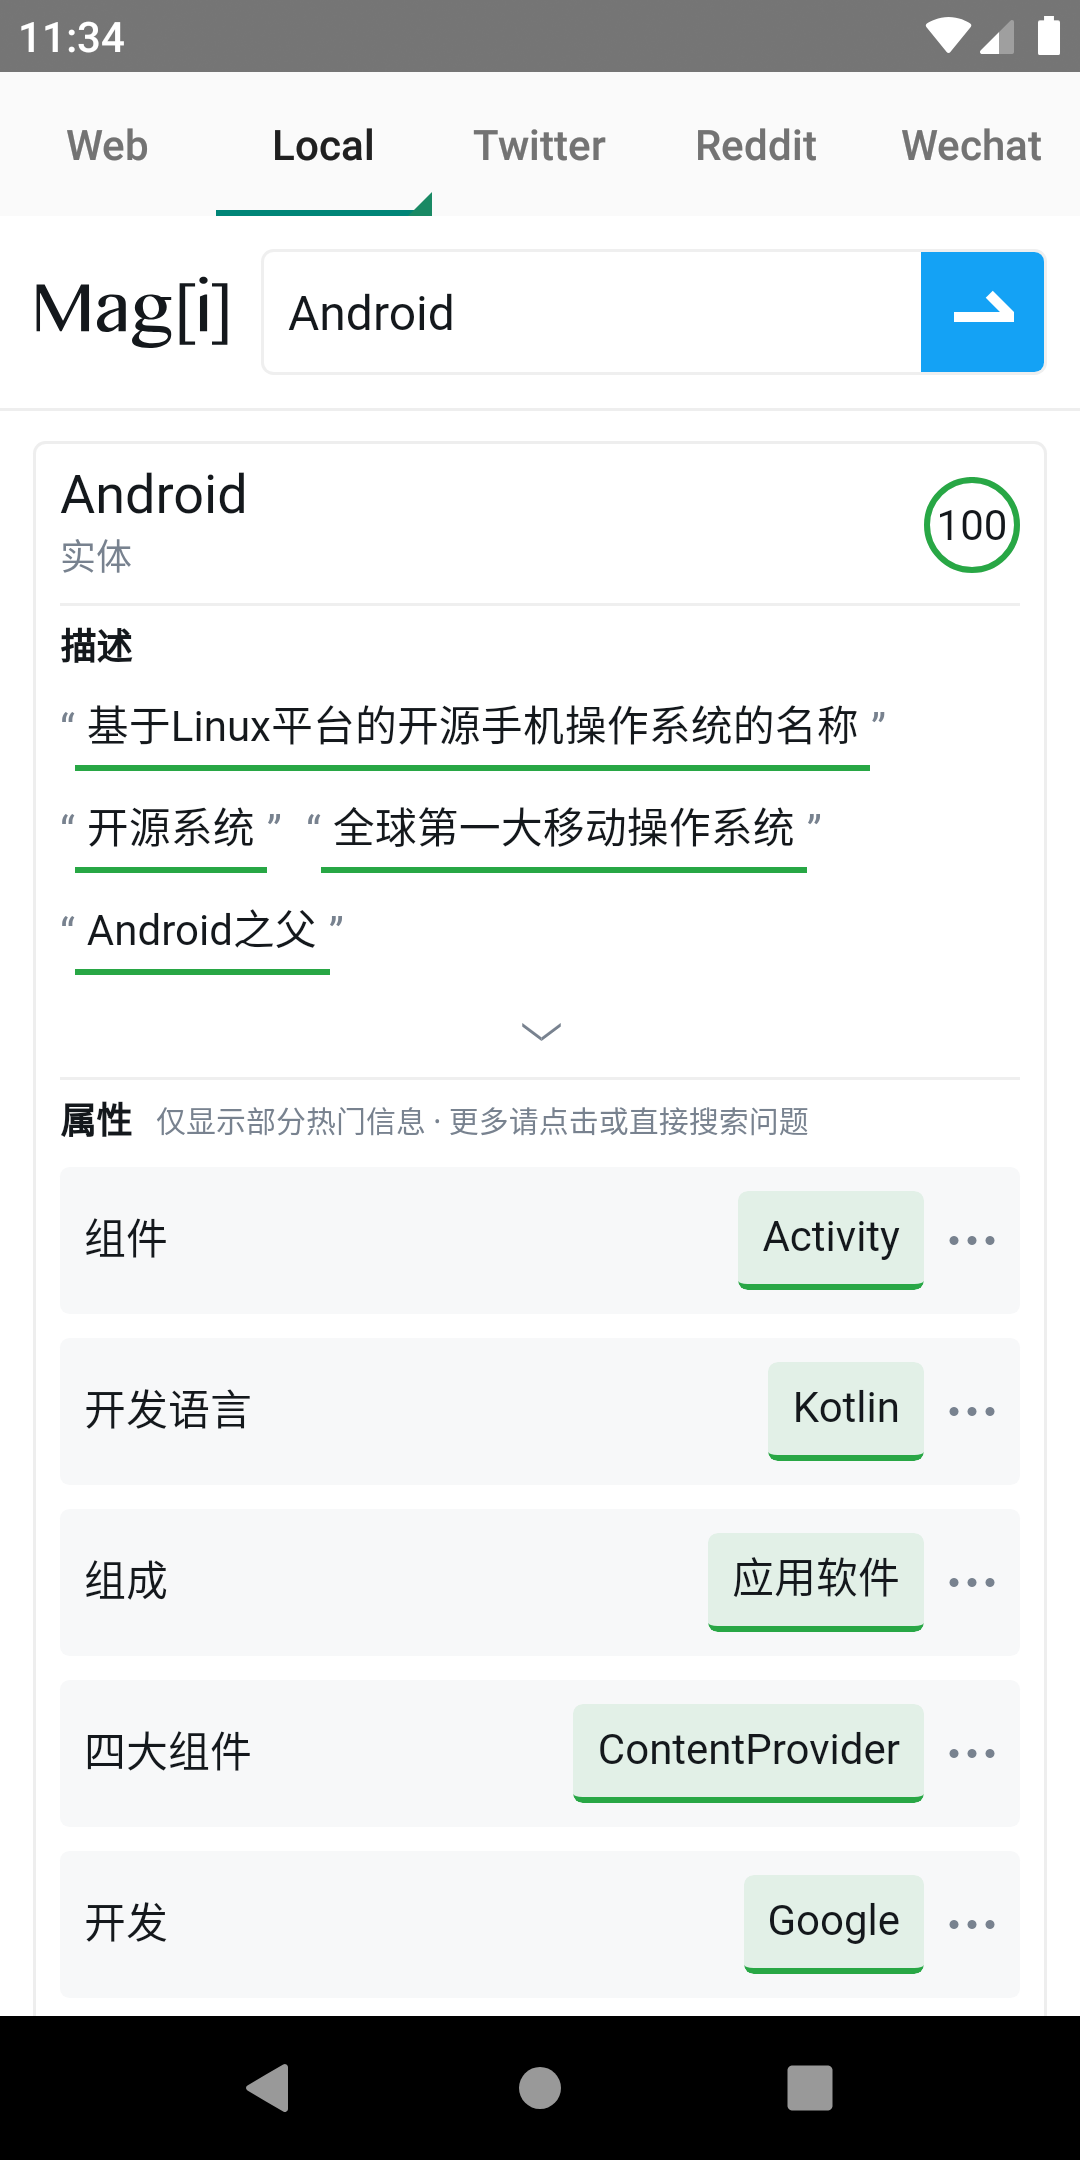 11:34
Web Local Twitter Reddit Wechat
Mag[i] Android
Android
100
实体
描述
“ 基于Linux平台的开源手机操作系统的名称 ”
“ 开源系统 ” “ 全球第一大移动操作系统 ”
“ Android之父 ”
属性 仅显示部分热门信息 · 更多请点击或直接搜索问题
组件 Activity
开发语言 Kotlin
组成 应用软件
四大组件 ContentProvider
开发 Google